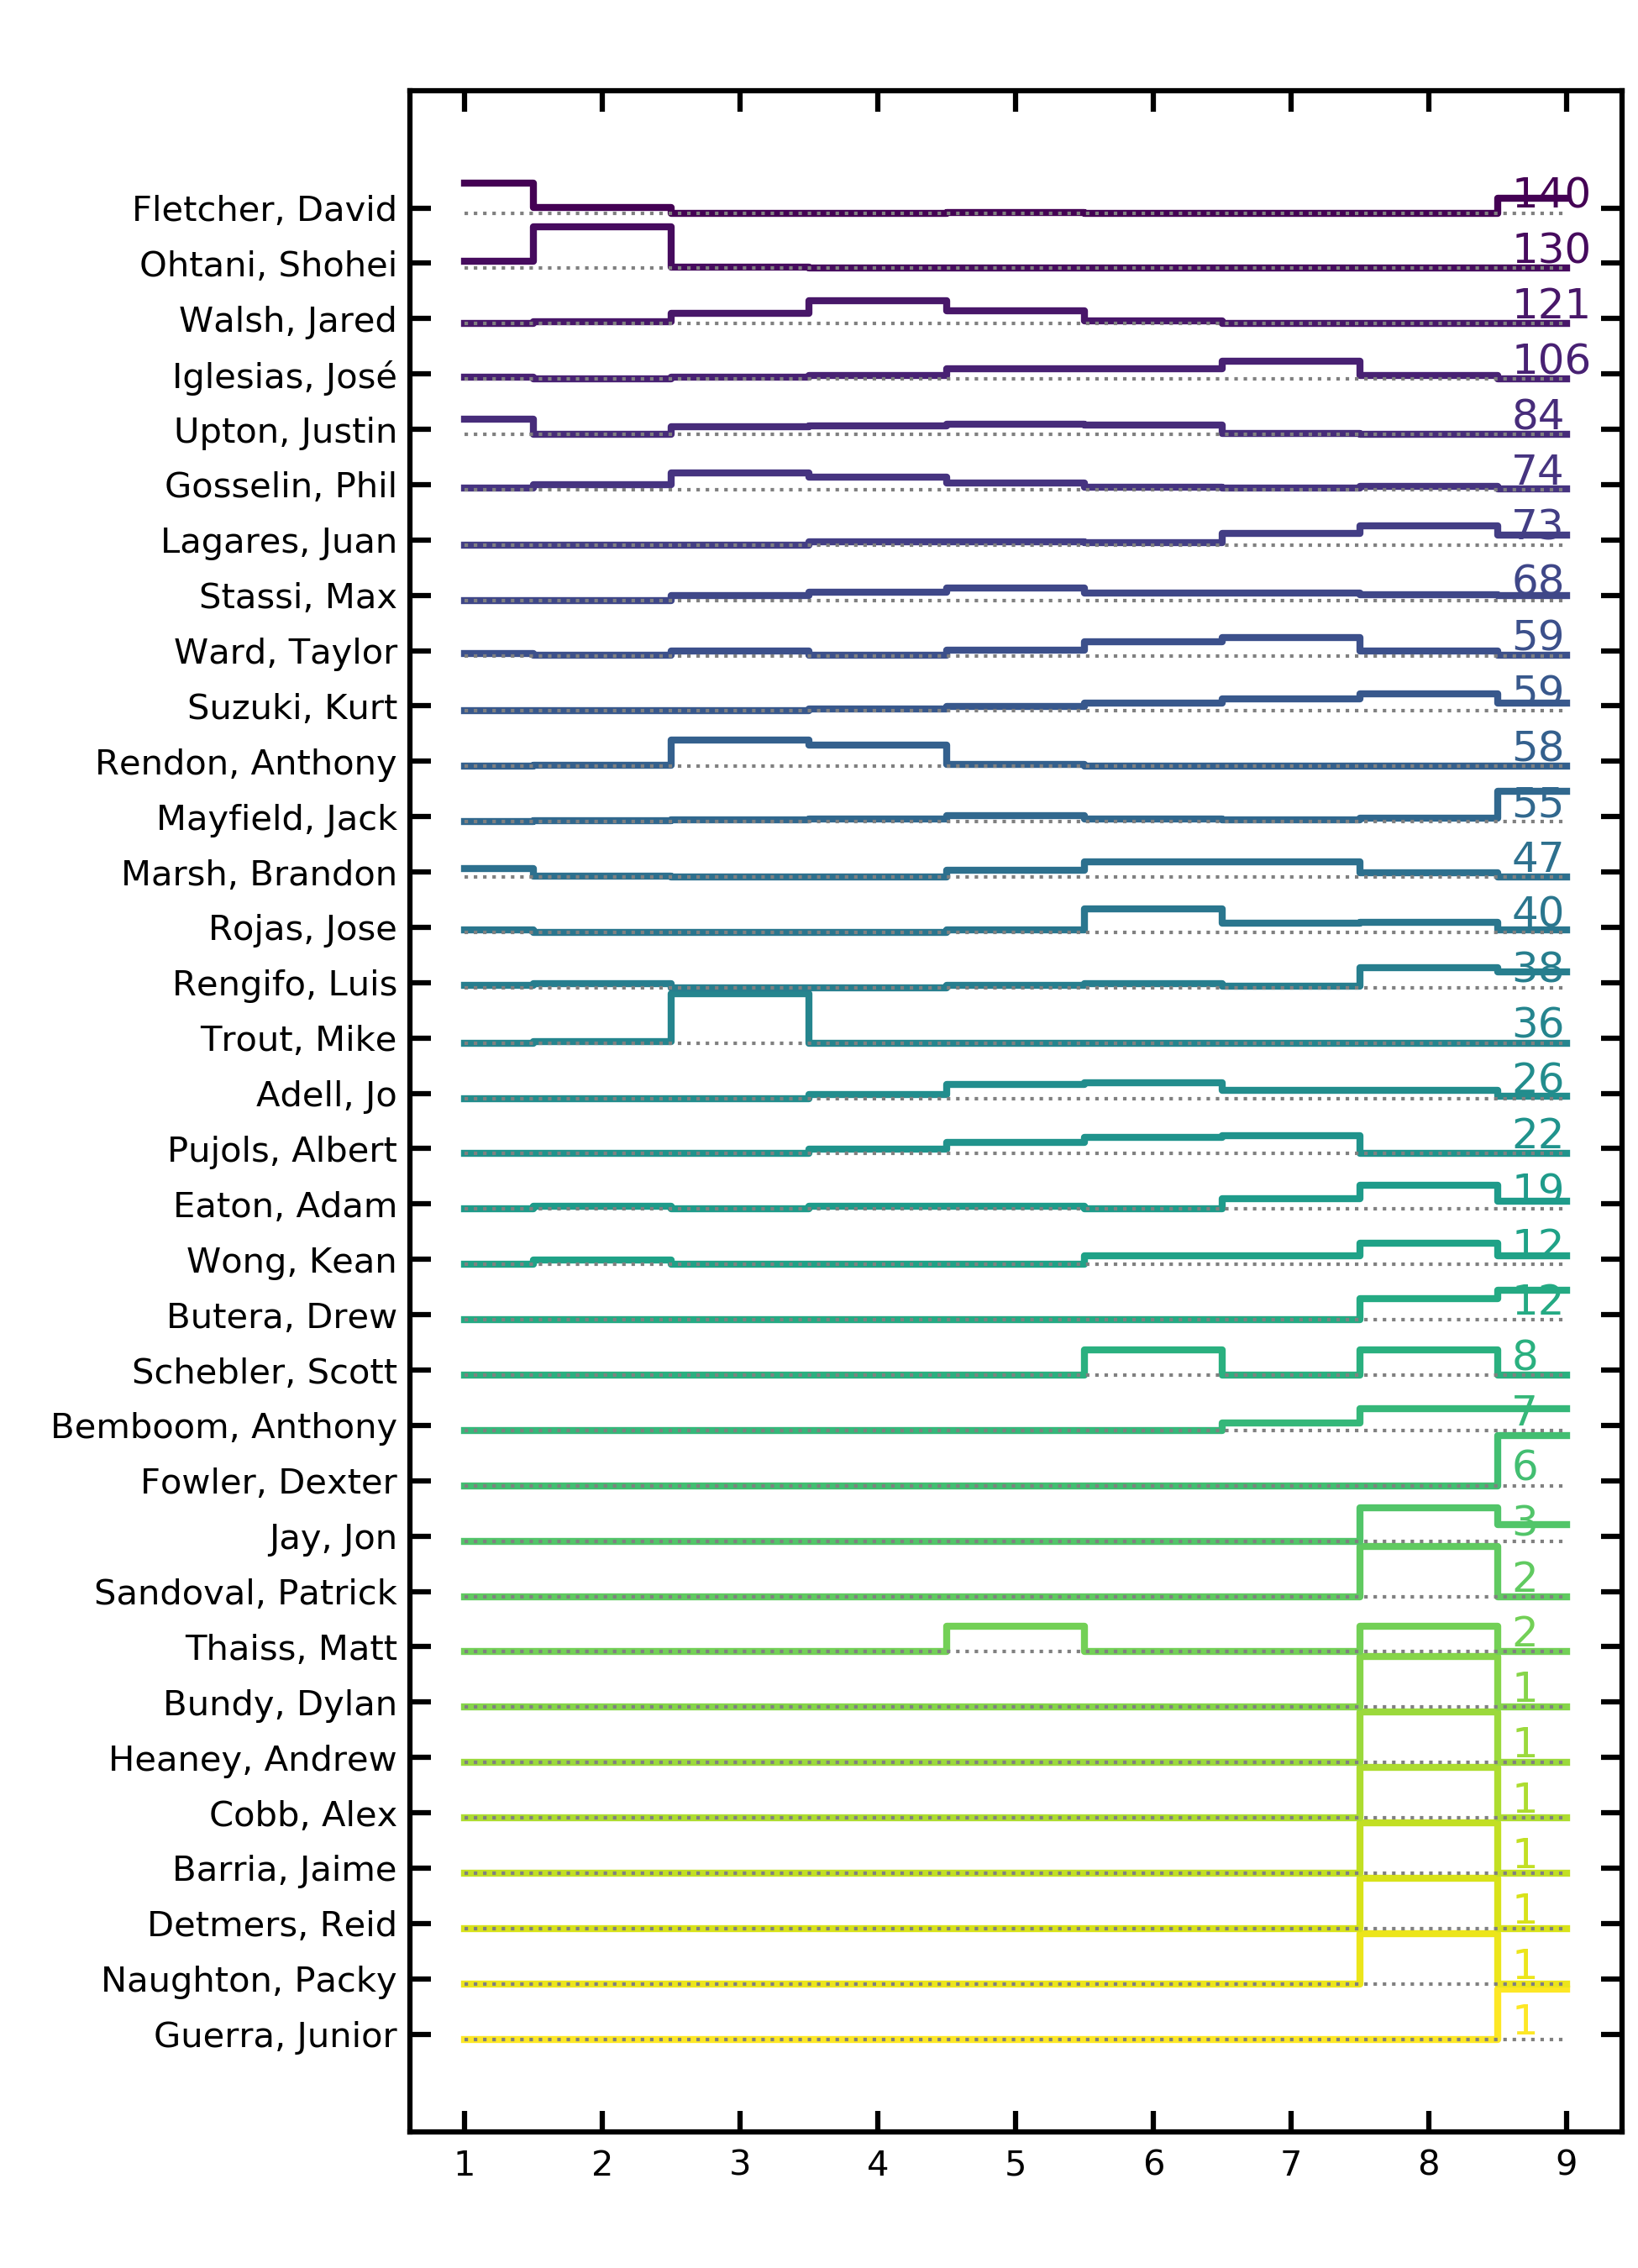 Fletcher, David 140
Ohtani, Shohei 130
Walsh, Jared 121
Iglesias, José 106
Upton, Justin 84
Gosselin, Phil 74
Lagares, Juan 73
Stassi, Max 68
Ward, Taylor 59
Suzuki, Kurt 59
Rendon, Anthony 58
Mayfield, Jack 55
Marsh, Brandon 47
Rojas, Jose 40
Rengifo, Luis 38
Trout, Mike 36
Adell, Jo 26
Pujols, Albert 22
Eaton, Adam 19
Wong, Kean 12
Butera, Drew 12
Schebler, Scott 8
Bemboom, Anthony 7
Fowler, Dexter 6
Jay, Jon 3
Sandoval, Patrick 2
Thaiss, Matt 2
Bundy, Dylan 1
Heaney, Andrew 1
Cobb, Alex 1
Barria, Jaime 1
Detmers, Reid 1
Naughton, Packy 1
Guerra, Junior 1
1 2 3 4 5 6 7 8 9